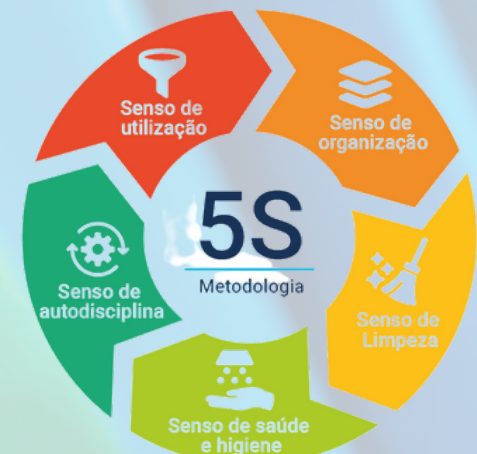 5S
Metodologia
Senso de
utilização
Senso de
organização
Senso de
Limpeza
Senso de saúde
e higiene
Senso de
autodisciplina